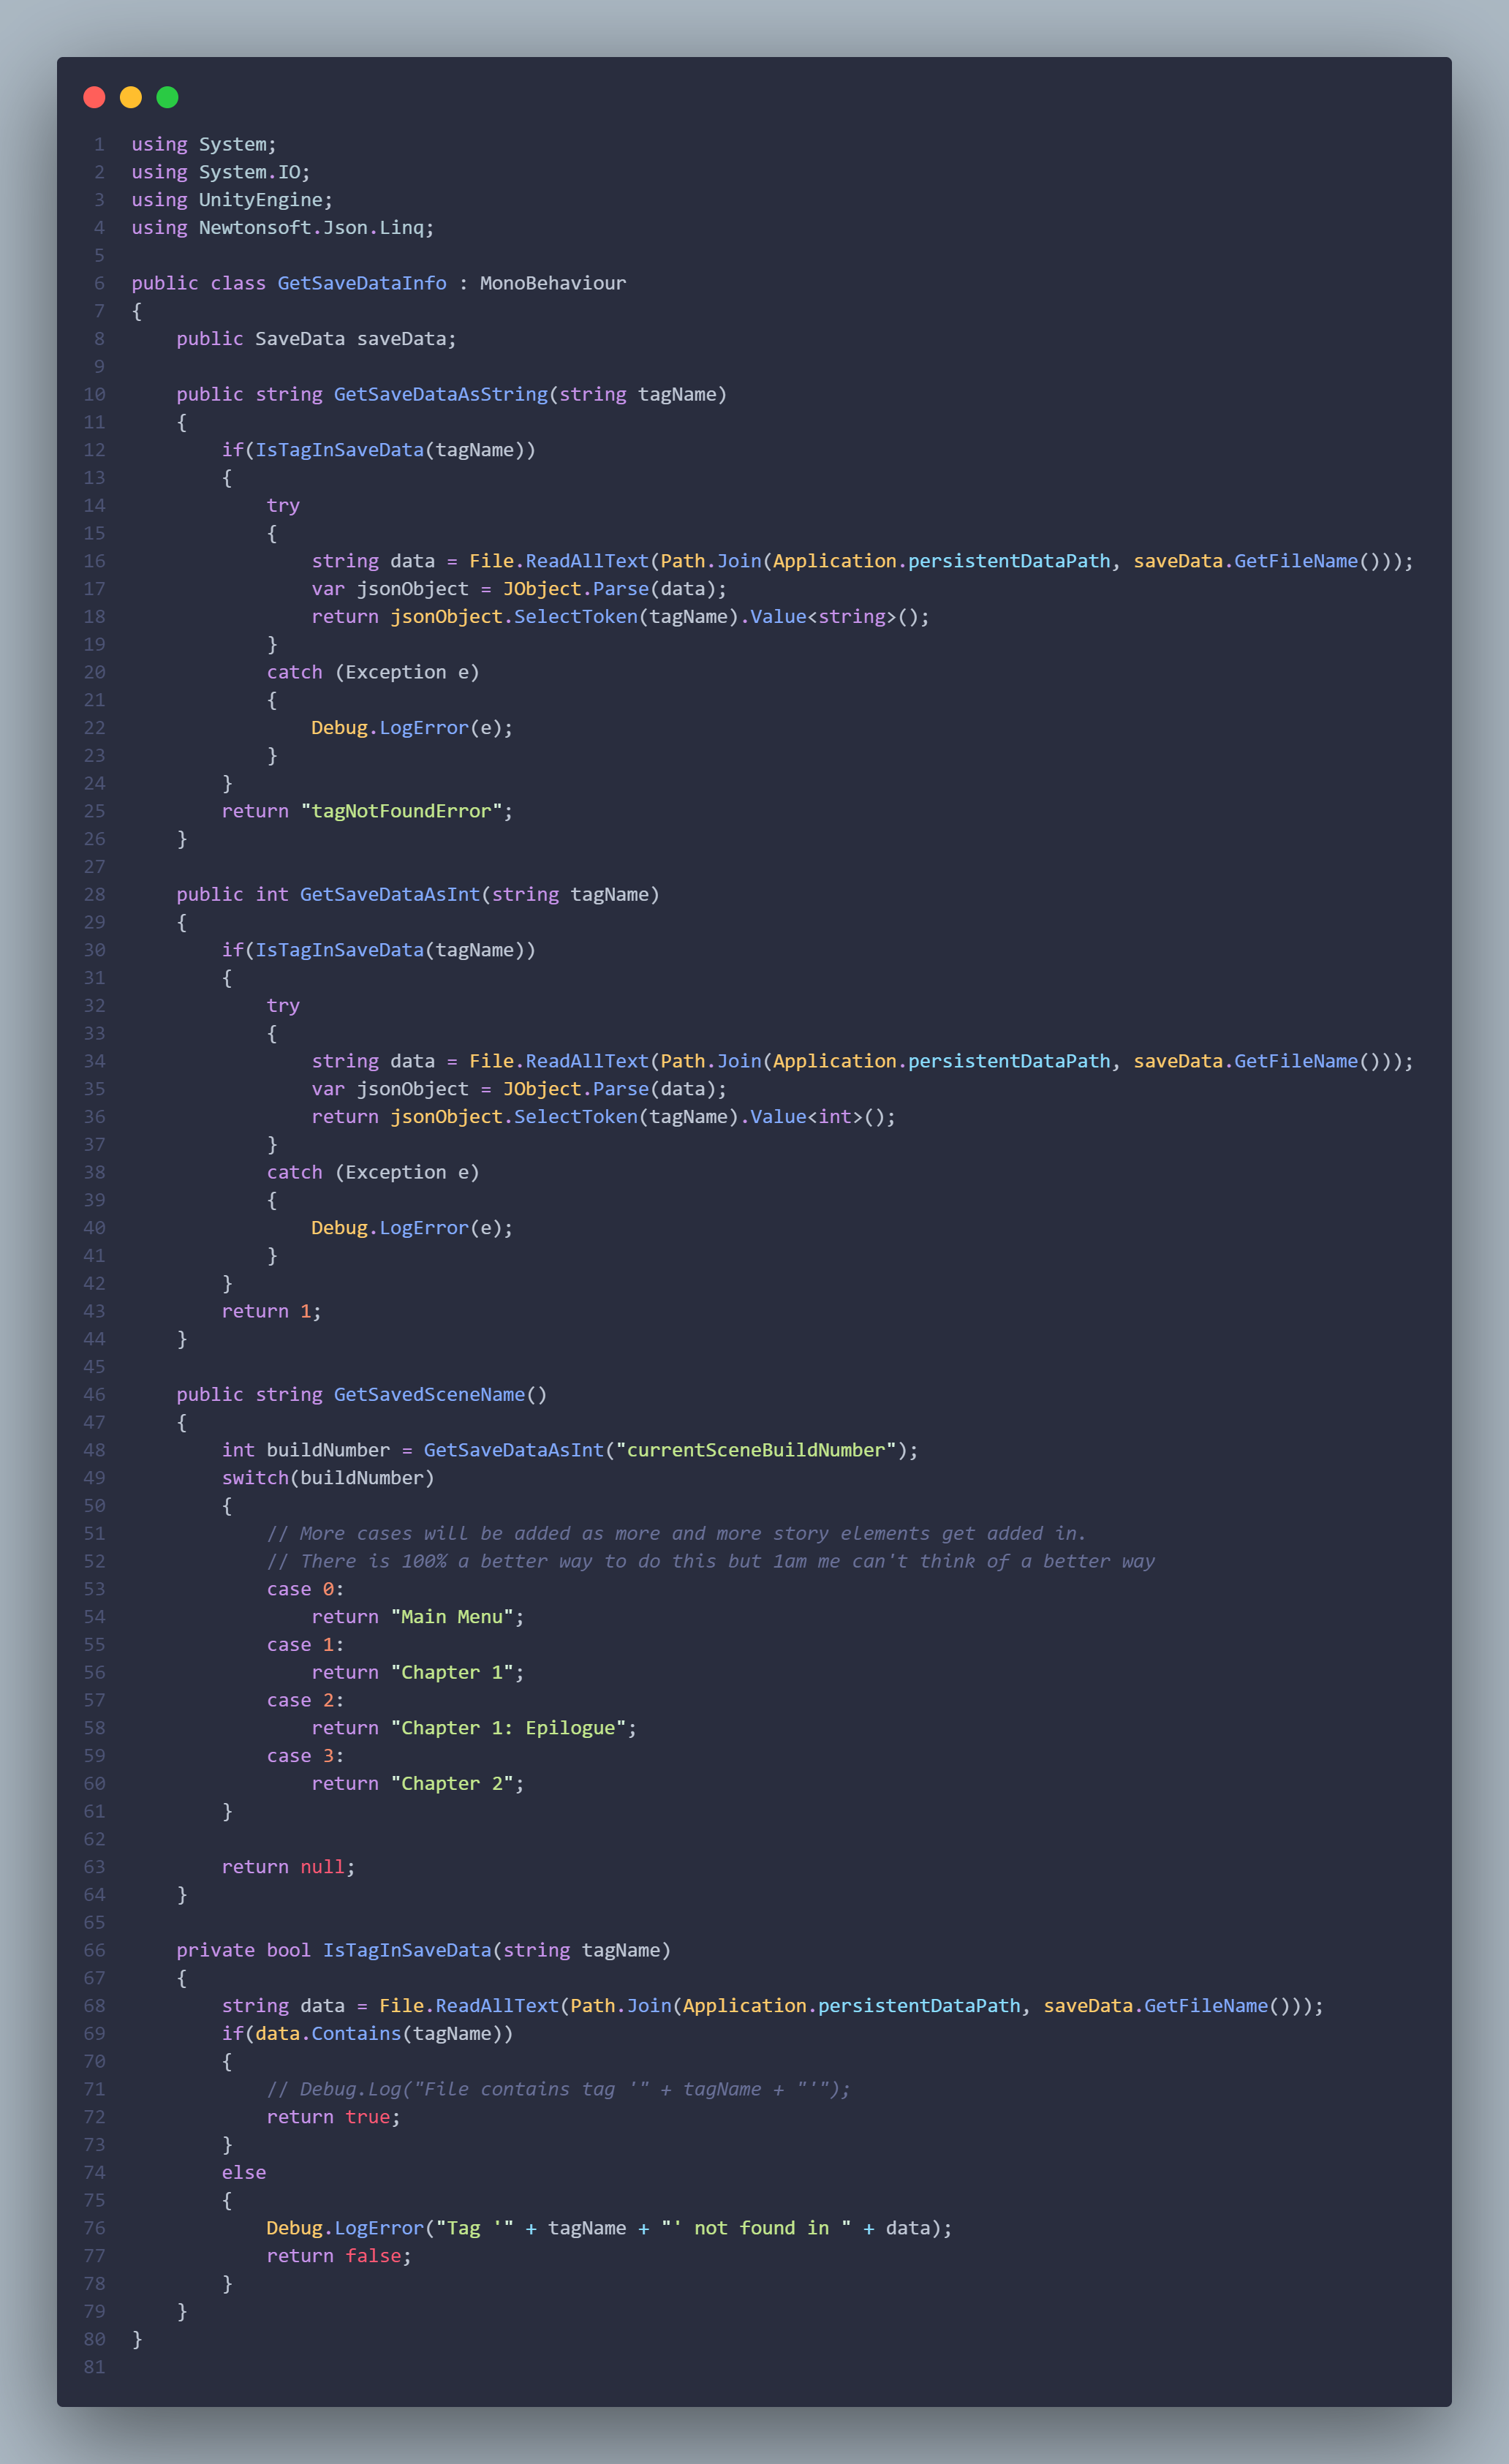 1 using System;
2 using System.IO;
3 using UnityEngine;
4 using Newtonsoft.Json.Linq;
5
6 public class GetSaveDataInfo : MonoBehaviour
7 {
8     public SaveData saveData;
9
10     public string GetSaveDataAsString(string tagName)
11     {
12         if(IsTagInSaveData(tagName))
13         {
14             try
15             {
16                 string data = File.ReadAllText(Path.Join(Application.persistentDataPath, saveData.GetFileName()));
17                 var jsonObject = JObject.Parse(data);
18                 return jsonObject.SelectToken(tagName).Value<string>();
19             }
20             catch (Exception e)
21             {
22                 Debug.LogError(e);
23             }
24         }
25         return "tagNotFoundError";
26     }
27
28     public int GetSaveDataAsInt(string tagName)
29     {
30         if(IsTagInSaveData(tagName))
31         {
32             try
33             {
34                 string data = File.ReadAllText(Path.Join(Application.persistentDataPath, saveData.GetFileName()));
35                 var jsonObject = JObject.Parse(data);
36                 return jsonObject.SelectToken(tagName).Value<int>();
37             }
38             catch (Exception e)
39             {
40                 Debug.LogError(e);
41             }
42         }
43         return 1;
44     }
45
46     public string GetSavedSceneName()
47     {
48         int buildNumber = GetSaveDataAsInt("currentSceneBuildNumber");
49         switch(buildNumber)
50         {
51             // More cases will be added as more and more story elements get added in.
52             // There is 100% a better way to do this but 1am me can't think of a better way
53             case 0:
54                 return "Main Menu";
55             case 1:
56                 return "Chapter 1";
57             case 2:
58                 return "Chapter 1: Epilogue";
59             case 3:
60                 return "Chapter 2";
61         }
62
63         return null;
64     }
65
66     private bool IsTagInSaveData(string tagName)
67     {
68         string data = File.ReadAllText(Path.Join(Application.persistentDataPath, saveData.GetFileName()));
69         if(data.Contains(tagName))
70         {
71             // Debug.Log("File contains tag '" + tagName + "'");
72             return true;
73         }
74         else
75         {
76             Debug.LogError("Tag '" + tagName + "' not found in " + data);
77             return false;
78         }
79     }
80 }
81